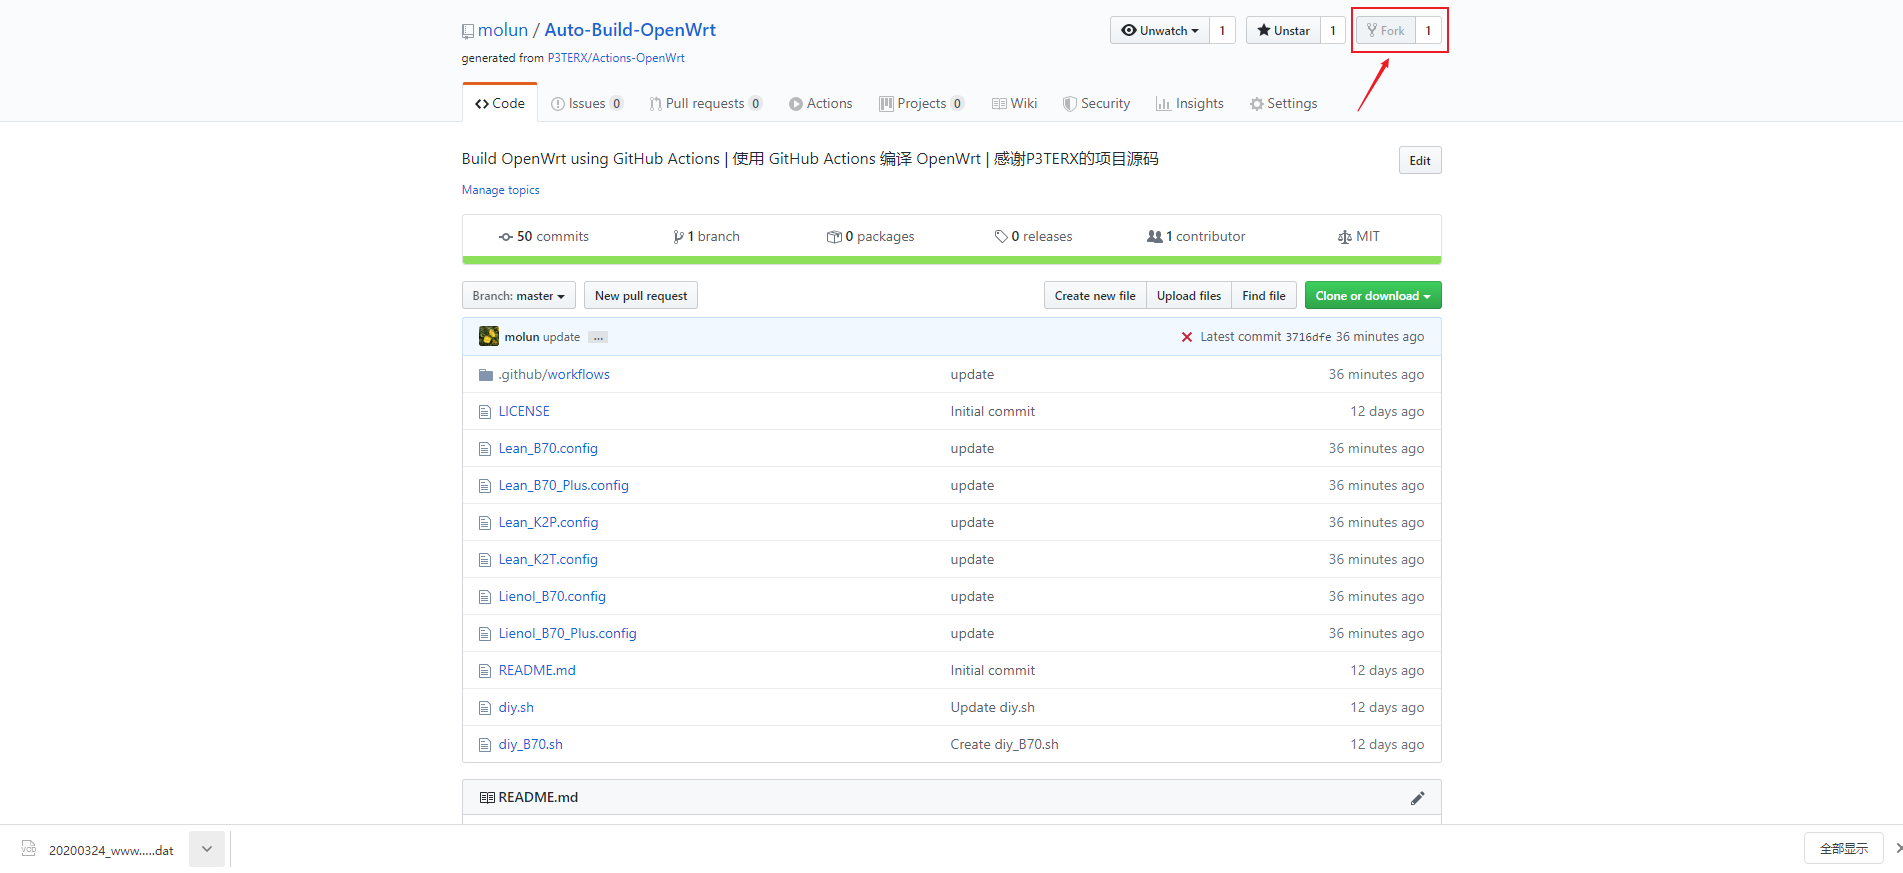 molun / Auto-Build-OpenWrt
Unwatch 1 Unstar 1 Fork 1
generated from P3TERX/Actions-OpenWrt
Code Issues 0 Pull requests 0 Actions Projects 0 Wiki Security Insights Settings
Build OpenWrt using GitHub Actions | 使用 GitHub Actions 编译 OpenWrt | 感谢P3TERX的项目源码
Edit
Manage topics
50 commits 1 branch 0 packages 0 releases 1 contributor MIT
Branch: master New pull request Create new file Upload files Find file Clone or download
molun update ... Latest commit 3716dfe 36 minutes ago
.github/workflows update 36 minutes ago
LICENSE Initial commit 12 days ago
Lean_B70.config update 36 minutes ago
Lean_B70_Plus.config update 36 minutes ago
Lean_K2P.config update 36 minutes ago
Lean_K2T.config update 36 minutes ago
Lienol_B70.config update 36 minutes ago
Lienol_B70_Plus.config update 36 minutes ago
README.md Initial commit 12 days ago
diy.sh Update diy.sh 12 days ago
diy_B70.sh Create diy_B70.sh 12 days ago
README.md
VCD 20200324_www.....dat 全部显示